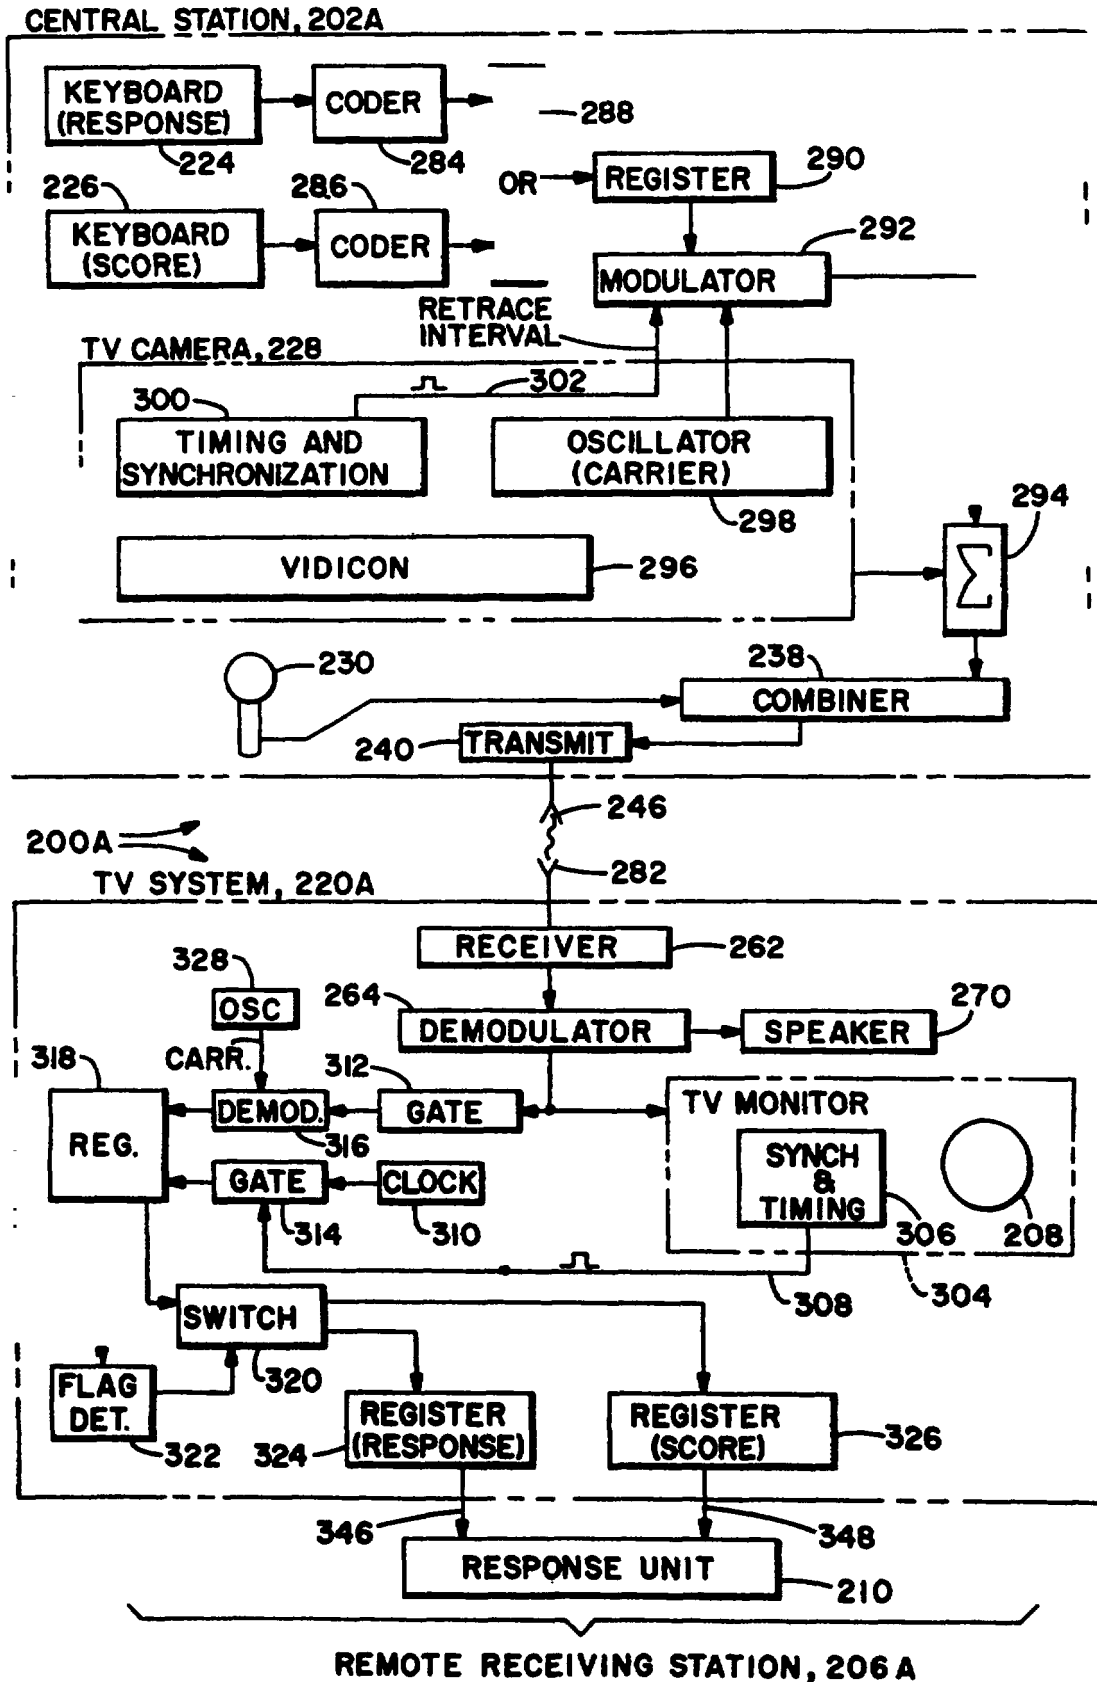 CENTRAL STATION, 202A
KEYBOARD
(RESPONSE)
224
CODER
284
288
226
KEYBOARD
(SCORE)
286
CODER
OR
REGISTER
290
292
MODULATOR
RETRACE
INTERVAL
TV CAMERA, 228
302
300
TIMING AND
SYNCHRONIZATION
OSCILLATOR
(CARRIER)
298
294
Σ
VIDICON
296
230
238
COMBINER
240
TRANSMIT
246
200A
282
TV SYSTEM, 220A
RECEIVER
262
328
OSC
264
DEMODULATOR
SPEAKER
270
CARR.
318
REG.
312
DEMOD.
316
GATE
TV MONITOR
SYNCH
&
TIMING
306
208
GATE
314
CLOCK
310
308
304
SWITCH
320
FLAG
DET.
322
324
REGISTER
(RESPONSE)
REGISTER
(SCORE)
326
346
348
RESPONSE UNIT
210
REMOTE RECEIVING STATION, 206A